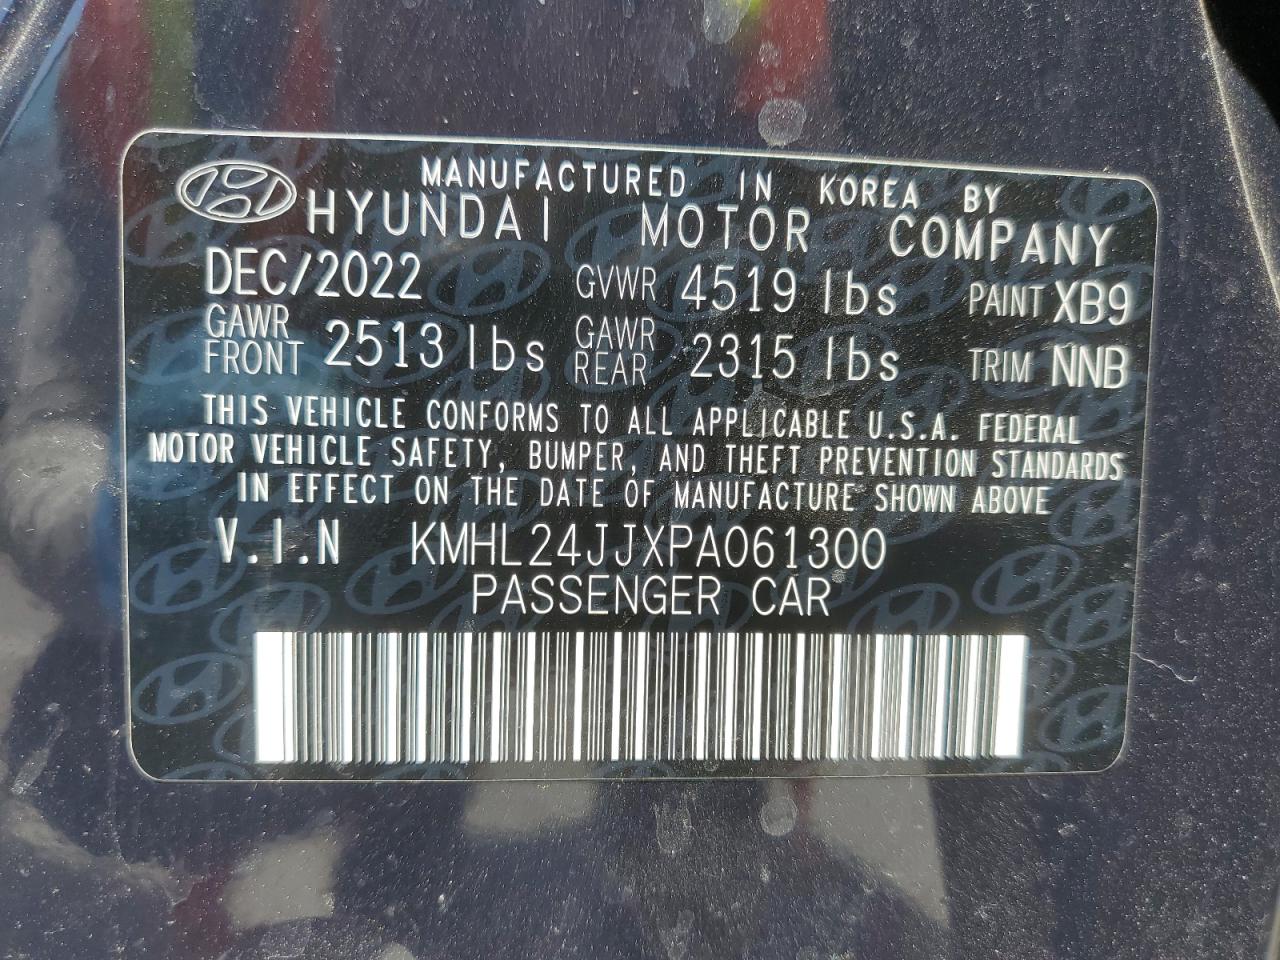 MANUFACTURED IN KOREA BY
HYUNDAI MOTOR COMPANY
DEC/2022 GVWR 4519 lbs PAINT XB9
GAWR FRONT 2513 lbs GAWR REAR 2315 lbs TRIM NNB
THIS VEHICLE CONFORMS TO ALL APPLICABLE U.S.A. FEDERAL
MOTOR VEHICLE SAFETY, BUMPER, AND THEFT PREVENTION STANDARDS
IN EFFECT ON THE DATE OF MANUFACTURE SHOWN ABOVE
V.I.N KMHL24JJXPA061300
PASSENGER CAR